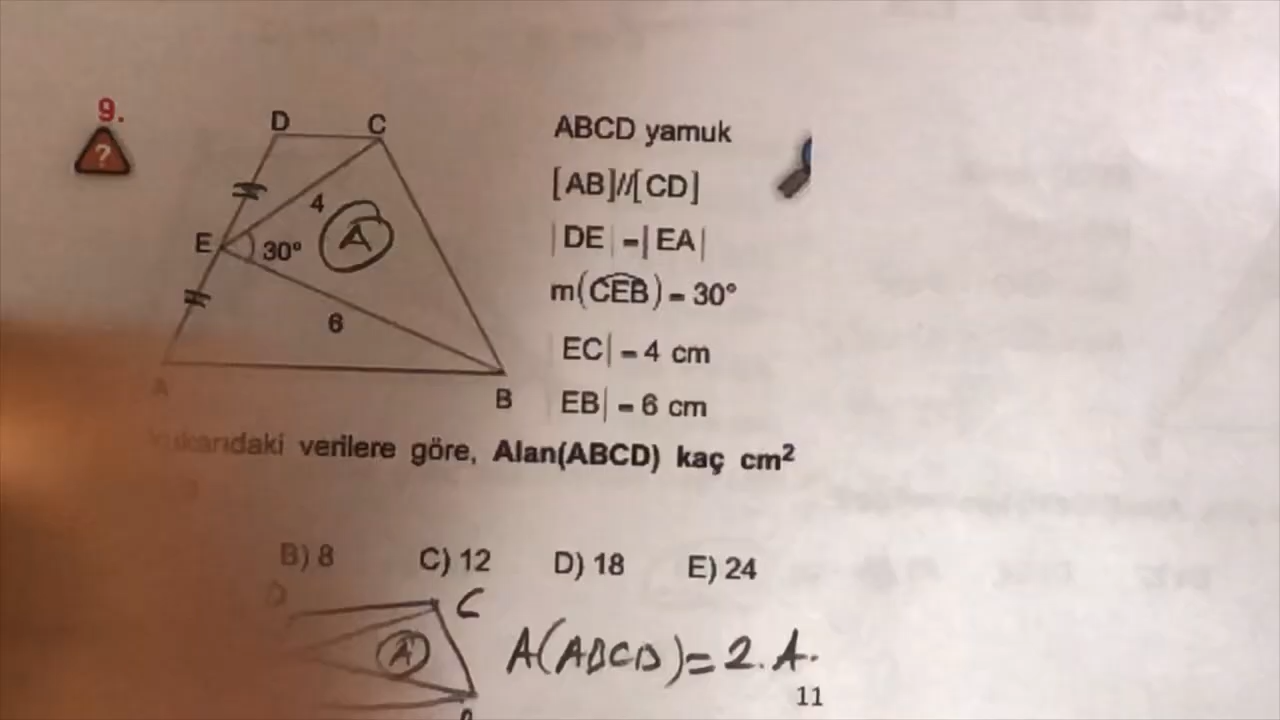 9.
?
D
C
4
A
E
30°
6
B
ABCD yamuk
[AB]//[CD]
|DE|=|EA|
m(CEB) = 30°
EC| = 4 cm
EB| = 6 cm
verilere göre, Alan(ABCD) kaç cm²
B) 8 C) 12 D) 18 E) 24
C
A
A(ABCD)=2.A.
11